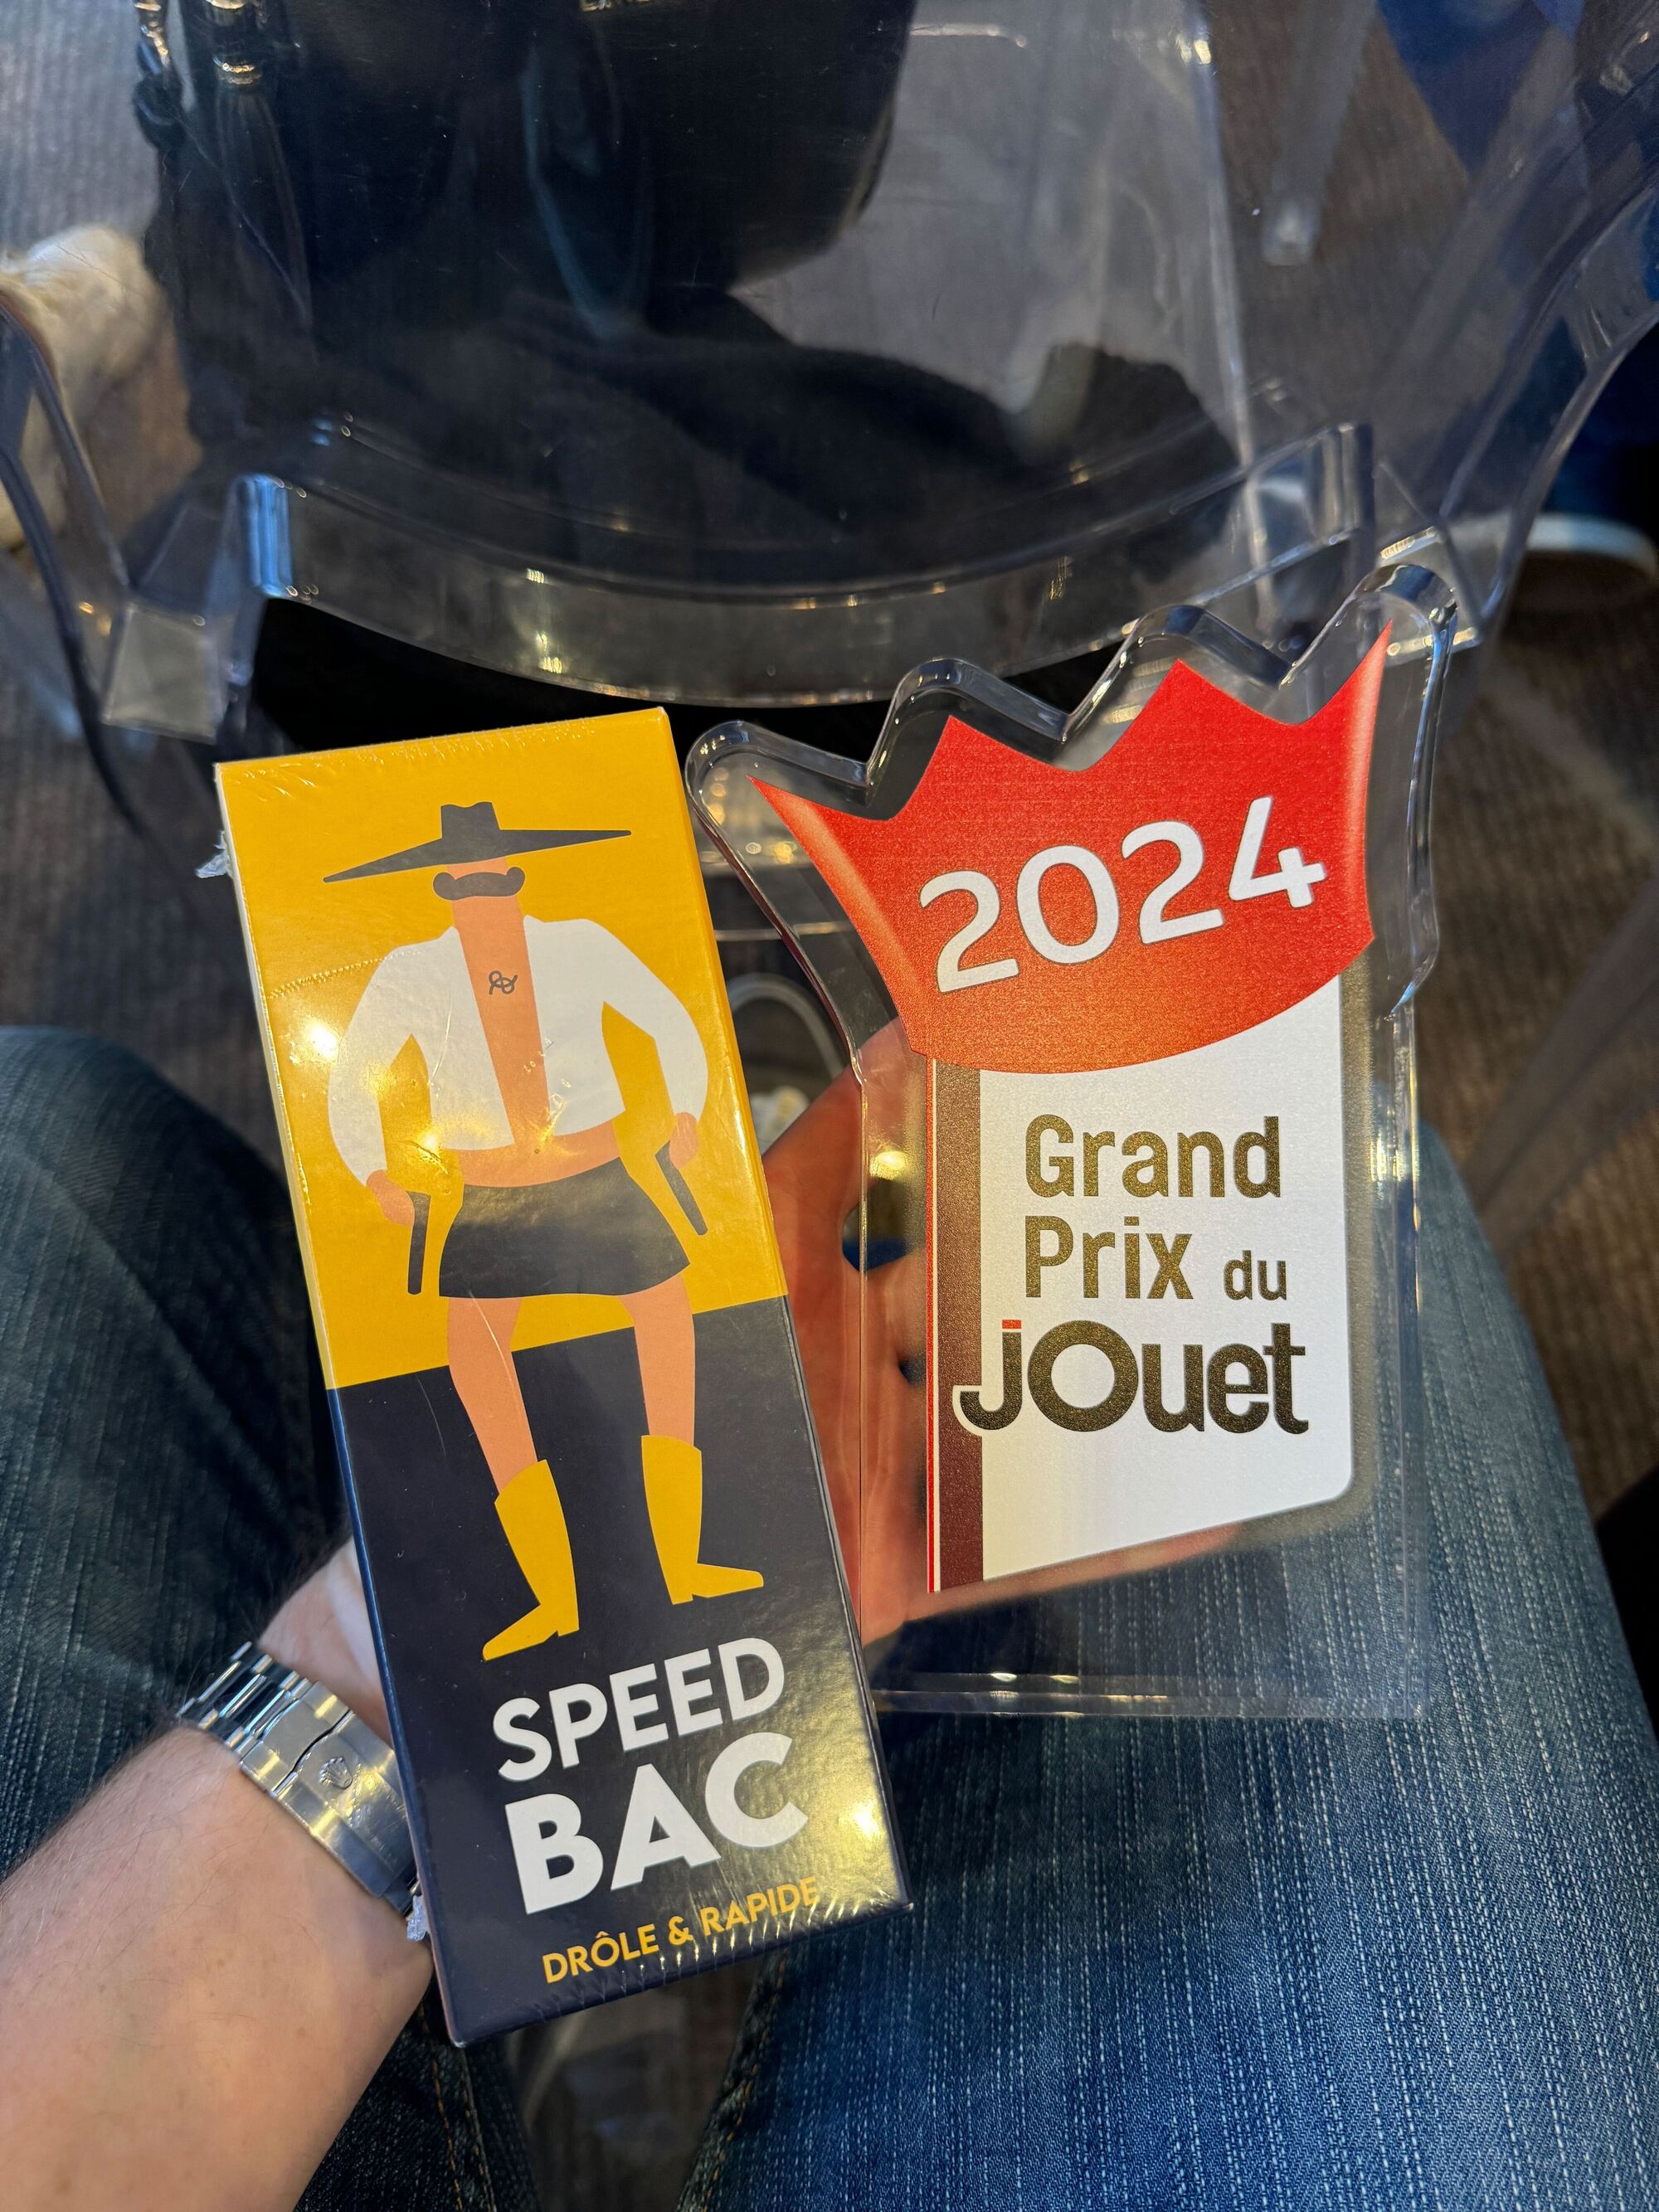 SPEED
BAC
DRÔLE & RAPIDE
2024
Grand
Prix du
jOuet